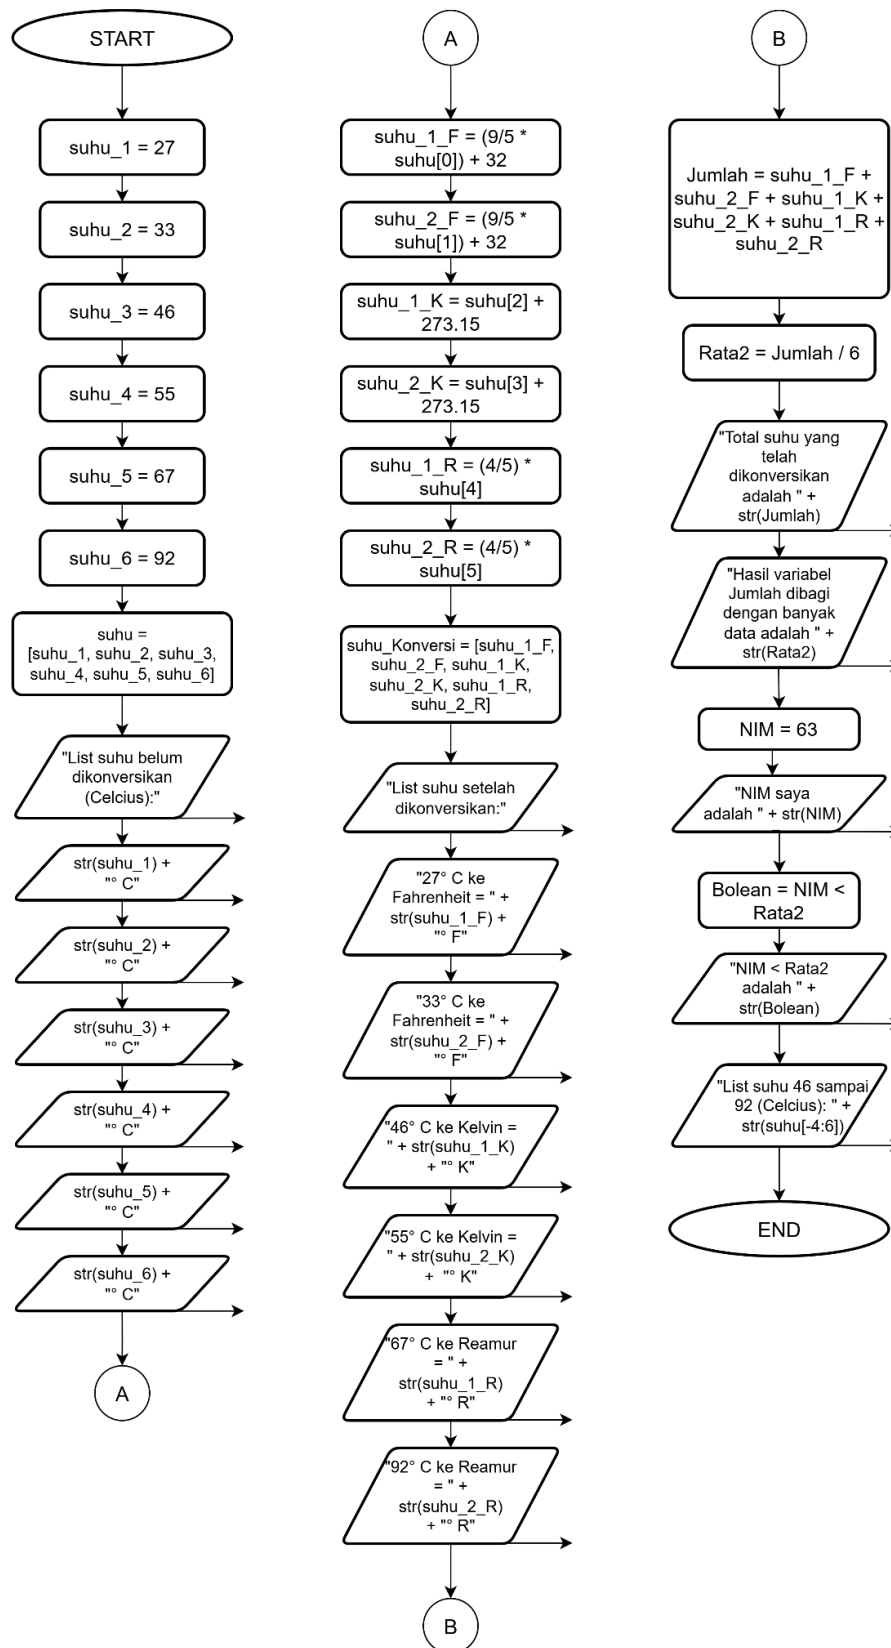 START
suhu_1 = 27
suhu_2 = 33
suhu_3 = 46
suhu_4 = 55
suhu_5 = 67
suhu_6 = 92
suhu =
[suhu_1, suhu_2, suhu_3,
suhu_4, suhu_5, suhu_6]
"List suhu belum
dikonversikan
(Celcius):"
str(suhu_1) +
"° C"
str(suhu_2) +
"° C"
str(suhu_3) +
"° C"
str(suhu_4) +
"° C"
str(suhu_5) +
"° C"
str(suhu_6) +
"° C"
A
A
suhu_1_F = (9/5 *
suhu[0]) + 32
suhu_2_F = (9/5 *
suhu[1]) + 32
suhu_1_K = suhu[2] +
273.15
suhu_2_K = suhu[3] +
273.15
suhu_1_R = (4/5) *
suhu[4]
suhu_2_R = (4/5) *
suhu[5]
suhu_Konversi = [suhu_1_F,
suhu_2_F, suhu_1_K,
suhu_2_K, suhu_1_R,
suhu_2_R]
"List suhu setelah
dikonversikan:"
"27° C ke
Fahrenheit = " +
str(suhu_1_F) +
"° F"
"33° C ke
Fahrenheit = " +
str(suhu_2_F) +
"° F"
"46° C ke Kelvin =
" + str(suhu_1_K)
+ "° K"
"55° C ke Kelvin =
" + str(suhu_2_K)
+ "° K"
"67° C ke Reamur
= " +
str(suhu_1_R)
+ "° R"
"92° C ke Reamur
= " +
str(suhu_2_R)
+ "° R"
B
B
Jumlah = suhu_1_F +
suhu_2_F + suhu_1_K +
suhu_2_K + suhu_1_R +
suhu_2_R
Rata2 = Jumlah / 6
"Total suhu yang
telah
dikonversikan
adalah " +
str(Jumlah)
"Hasil variabel
Jumlah dibagi
dengan banyak
data adalah " +
str(Rata2)
NIM = 63
"NIM saya
adalah " + str(NIM)
Bolean = NIM <
Rata2
"NIM < Rata2
adalah " +
str(Bolean)
"List suhu 46 sampai
92 (Celcius): " +
str(suhu[-4:6])
END